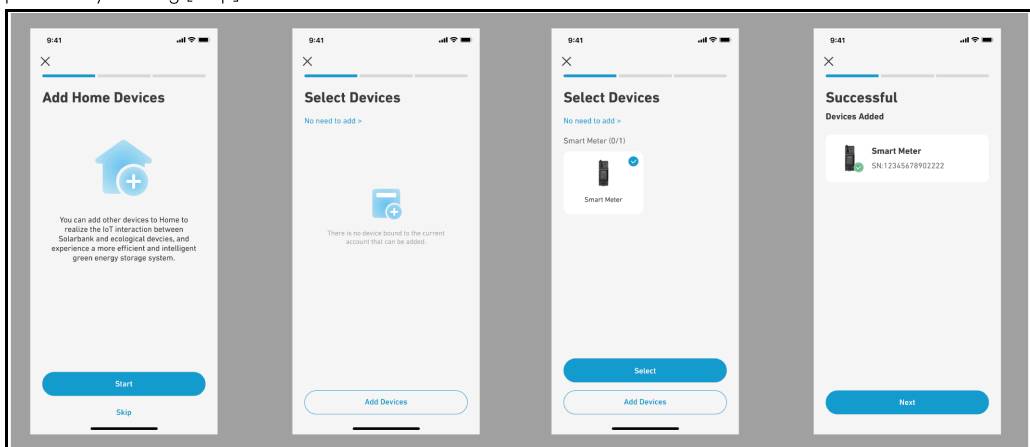 9:41
Add Home Devices
You can add other devices to Home to
realize the IoT interaction between
Solarbank and ecological devcies, and
experience a more efficient and intelligent
green energy storage system.
Start
Skip
9:41
Select Devices
No need to add >
There is no device bound to the current
account that can be added.
Add Devices
9:41
Select Devices
No need to add >
Smart Meter (0/1)
Smart Meter
Select
Add Devices
9:41
Successful
Devices Added
Smart Meter
SN:12345678902222
Next